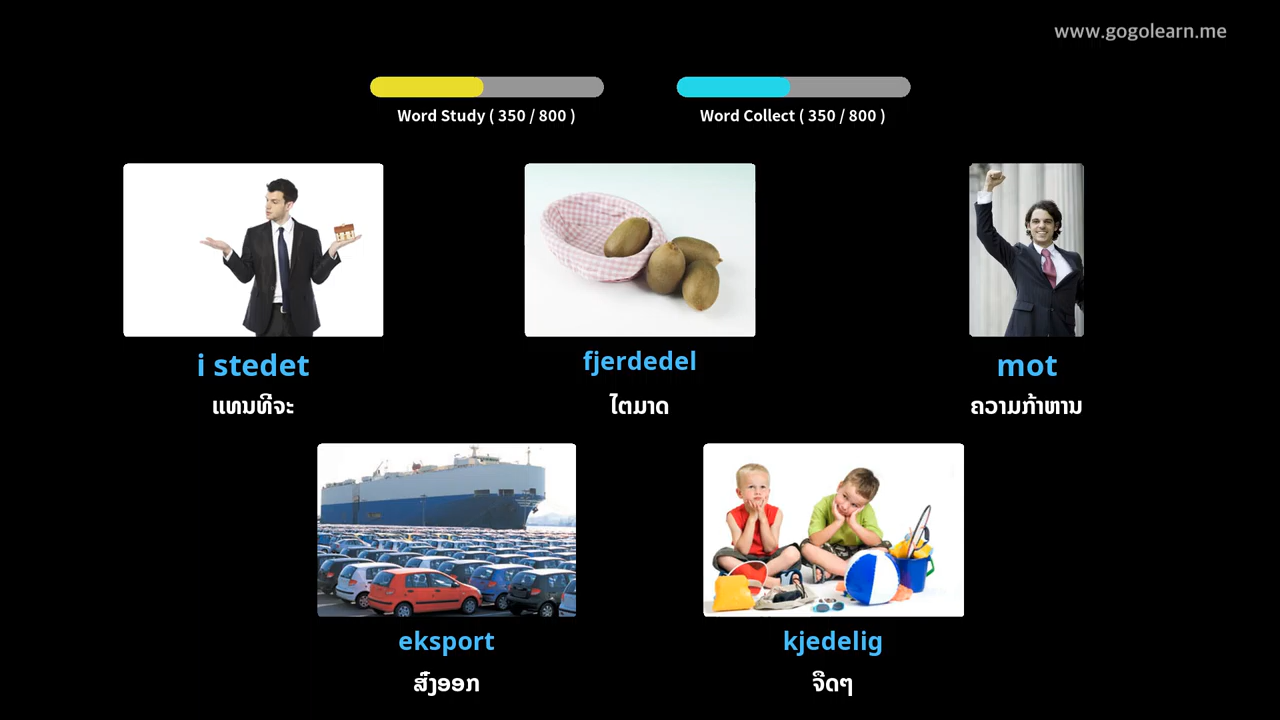 www.gogolearn.me
Word Study ( 350 / 800 )
Word Collect ( 350 / 800 )
i stedet
ແທນທີ່ຈະ
fjerdedel
ໄຕມາດ
mot
ຄວາມກ້າຫານ
eksport
ສົ່ງອອກ
kjedelig
ຈືດໆ